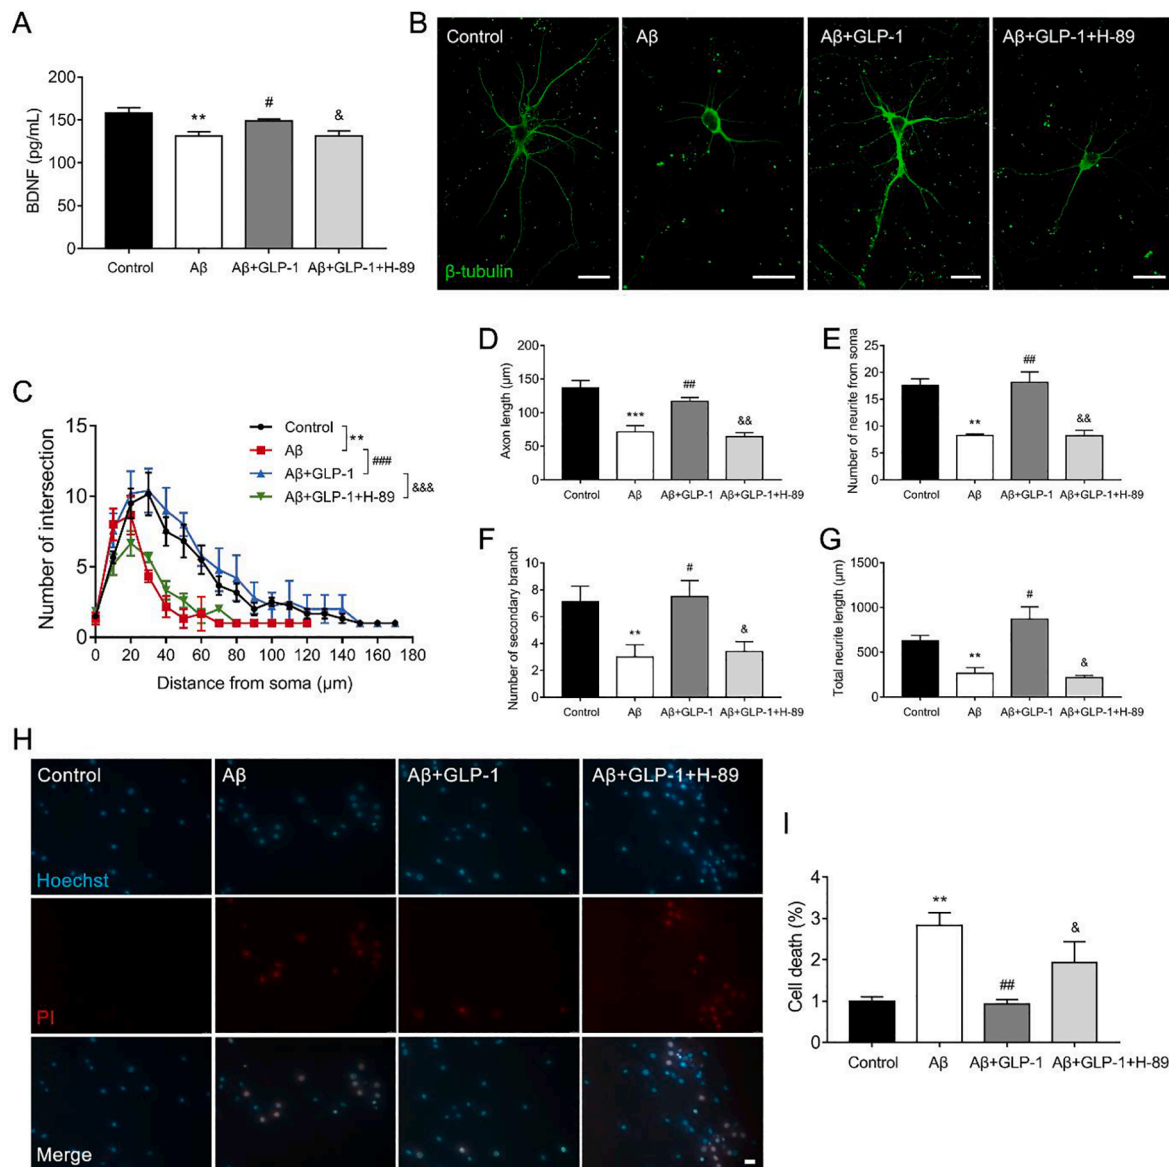 A
BDNF (pg/mL)
200
150
100
50
0
**
#
&
Control
Aβ
Aβ+GLP-1
Aβ+GLP-1+H-89
B
Control
Aβ
Aβ+GLP-1
Aβ+GLP-1+H-89
β-tubulin
C
Number of intersection
15
10
5
0
Control
Aβ
Aβ+GLP-1
Aβ+GLP-1+H-89
**
###
&&&
0 20 40 60 80 100 120 140 160 180
Distance from soma (μm)
D
Axon length (μm)
200
150
100
50
0
***
##
&&
Control
Aβ
Aβ+GLP-1
Aβ+GLP-1+H-89
E
Number of neurite from soma
25
20
15
10
5
0
**
##
&&
Control
Aβ
Aβ+GLP-1
Aβ+GLP-1+H-89
F
Number of secondary branch
10
8
6
4
2
0
**
#
&
Control
Aβ
Aβ+GLP-1
Aβ+GLP-1+H-89
G
Total neurite length (μm)
1500
1000
500
0
**
#
&
Control
Aβ
Aβ+GLP-1
Aβ+GLP-1+H-89
H
Control
Aβ
Aβ+GLP-1
Aβ+GLP-1+H-89
Hoechst
PI
Merge
I
Cell death (%)
4
3
2
1
0
**
##
&
Control
Aβ
Aβ+GLP-1
Aβ+GLP-1+H-89